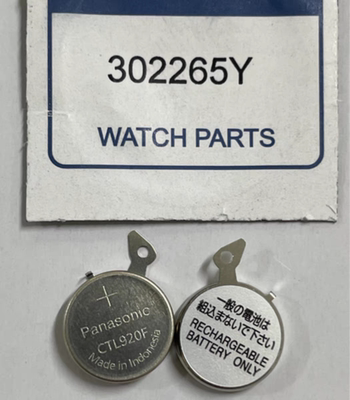 302265Y
WATCH PARTS
+
Panasonic
CTL920F
Made in Indonesia
一般の電池は
組込まないで下さい
RECHARGEABLE
BATTERY ONLY